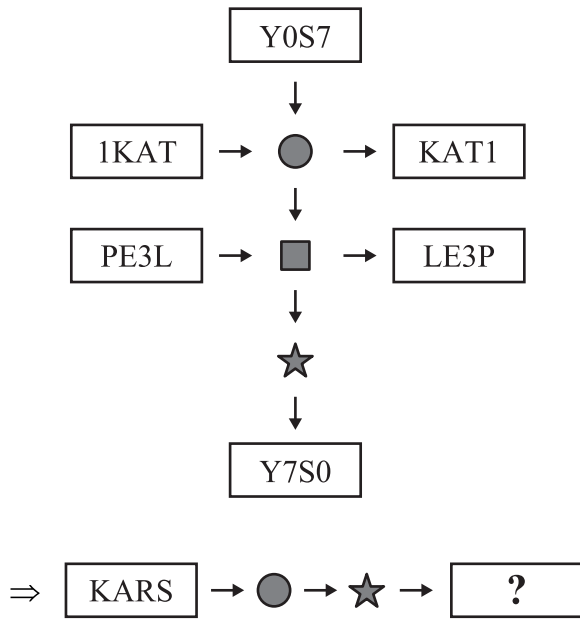 Y0S7
1KAT KAT1
PE3L LE3P
Y7S0
⇒ KARS ?